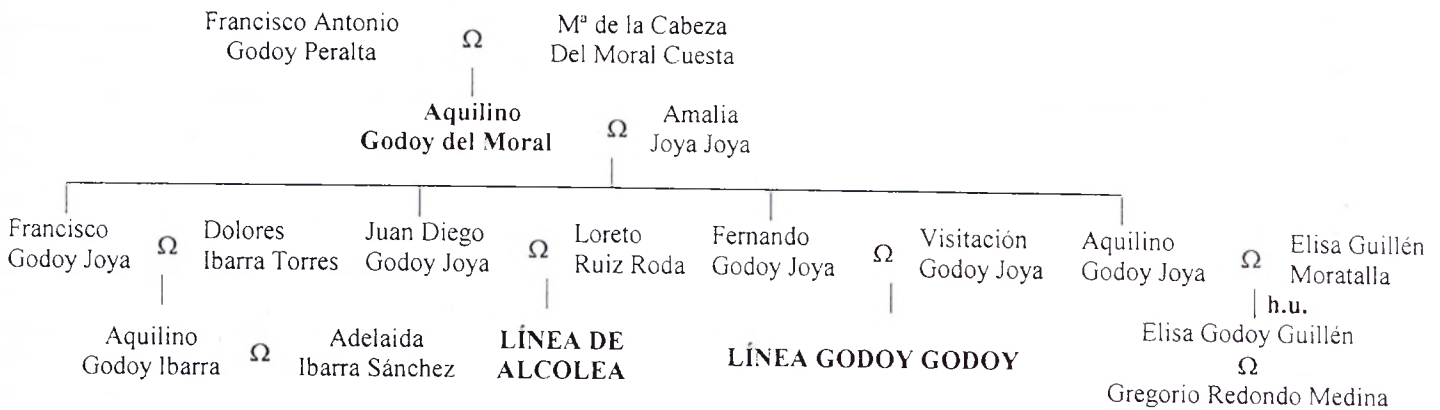 Francisco Antonio
Godoy Peralta
Ω
Mª de la Cabeza
Del Moral Cuesta
Aquilino
Godoy del Moral
Ω
Amalia
Joya Joya
Francisco
Godoy Joya
Ω
Dolores
Ibarra Torres
Juan Diego
Godoy Joya
Ω
Loreto
Ruiz Roda
Fernando
Godoy Joya
Ω
Visitación
Godoy Joya
Aquilino
Godoy Joya
Ω
Elisa Guillén
Moratalla
Aquilino
Godoy Ibarra
Ω
Adelaida
Ibarra Sánchez
LÍNEA DE
ALCOLEA
LÍNEA GODOY GODOY
h.u.
Elisa Godoy Guillén
Ω
Gregorio Redondo Medina